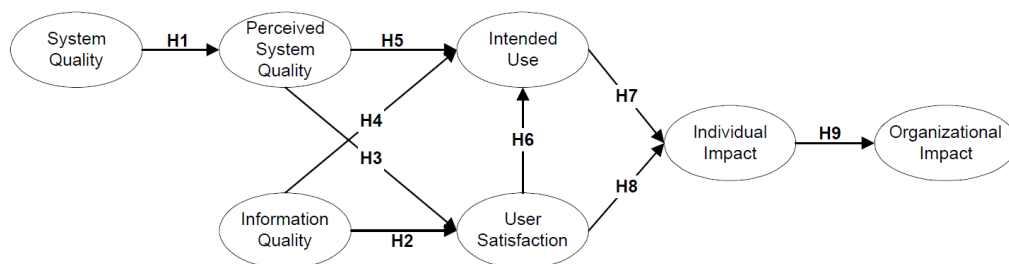 System
Quality
H1
Perceived
System
Quality
H5
Intended
Use
H4
H3
H6
H7
Individual
Impact
H9
Organizational
Impact
H8
Information
Quality
H2
User
Satisfaction